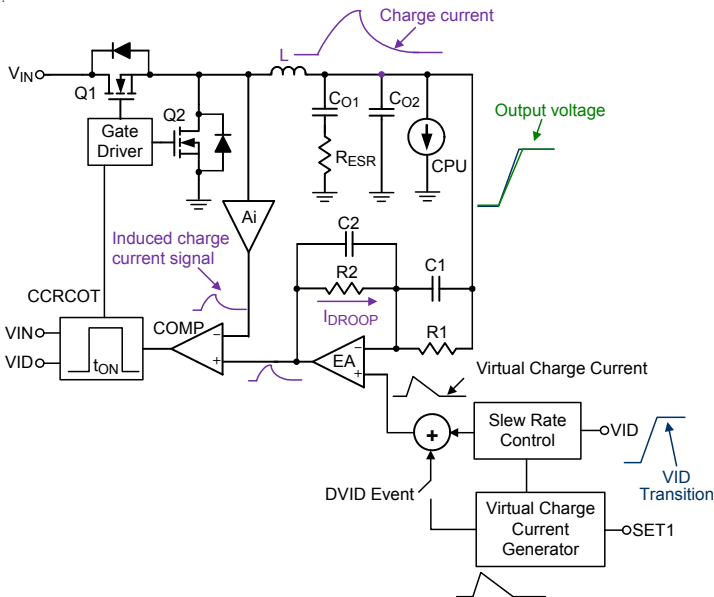 Charge current
L
VIN
Q1
Q2
CO1
CO2
Output voltage
Gate
Driver
RESR
CPU
Ai
Induced charge
current signal
C2
C1
R2
CCRCOT
IDROOP
R1
COMP
VIN
VID
tON
EA
Virtual Charge Current
Slew Rate
Control
VID
VID
Transition
DVID Event
Virtual Charge
Current
Generator
SET1
−
+
−
+
+